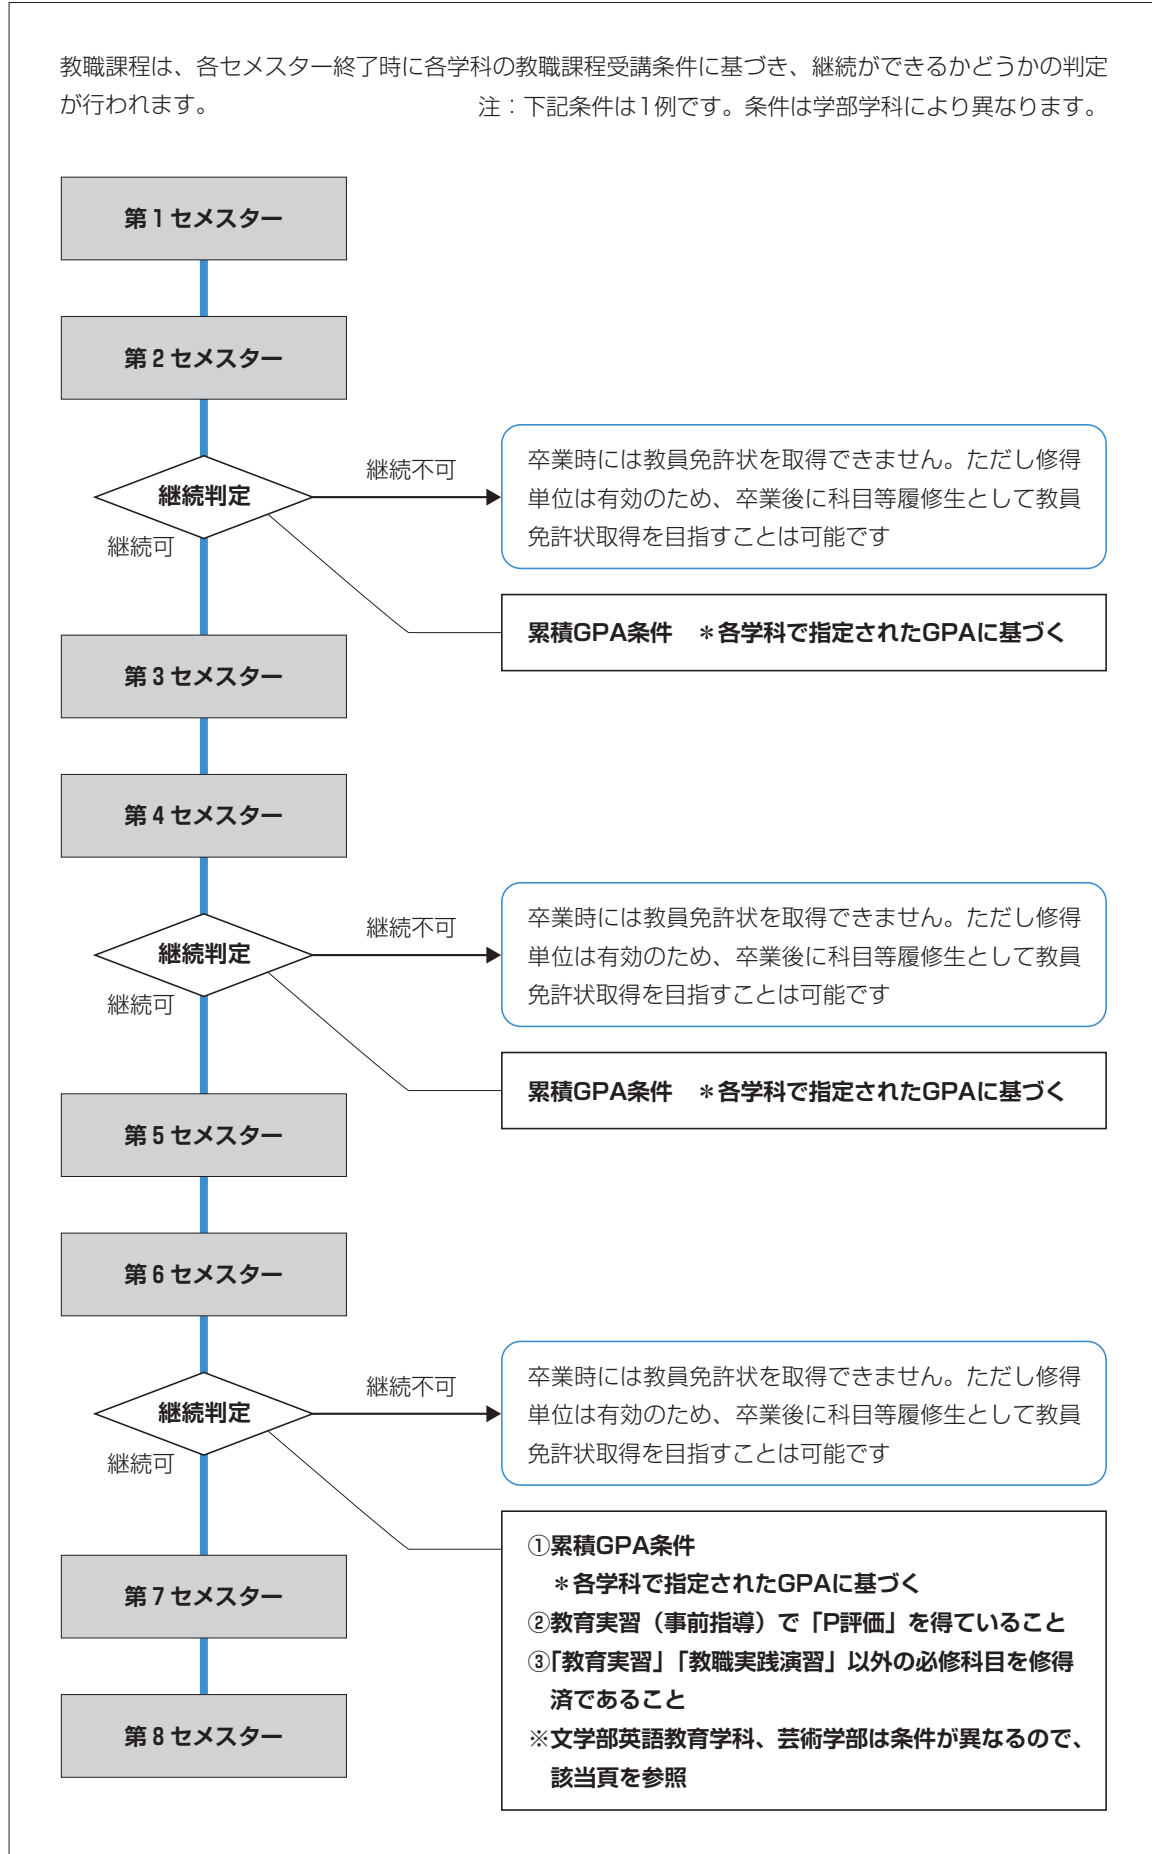 教職課程は、各セメスター終了時に各学科の教職課程受講条件に基づき、継続ができるかどうかの判定
が行われます。　注：下記条件は1例です。条件は学部学科により異なります。
第1セメスター
第2セメスター
継続判定
継続不可
継続可
卒業時には教員免許状を取得できません。ただし修得
単位は有効のため、卒業後に科目等履修生として教員
免許状取得を目指すことは可能です
累積GPA条件　＊各学科で指定されたGPAに基づく
第3セメスター
第4セメスター
継続判定
継続不可
継続可
卒業時には教員免許状を取得できません。ただし修得
単位は有効のため、卒業後に科目等履修生として教員
免許状取得を目指すことは可能です
累積GPA条件　＊各学科で指定されたGPAに基づく
第5セメスター
第6セメスター
継続判定
継続不可
継続可
卒業時には教員免許状を取得できません。ただし修得
単位は有効のため、卒業後に科目等履修生として教員
免許状取得を目指すことは可能です
①累積GPA条件
＊各学科で指定されたGPAに基づく
②教育実習（事前指導）で「P評価」を得ていること
③「教育実習」「教職実践演習」以外の必修科目を修得
済であること
※文学部英語教育学科、芸術学部は条件が異なるので、
該当頁を参照
第7セメスター
第8セメスター